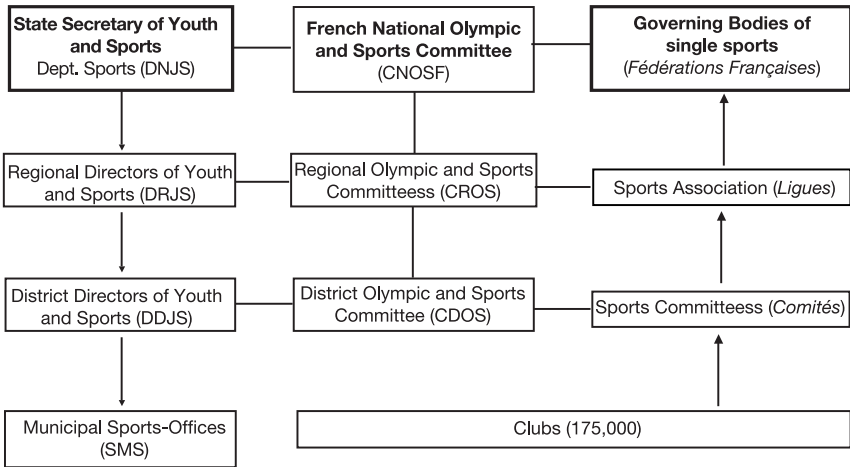 State Secretary of Youth
and Sports
Dept. Sports (DNJS)
French National Olympic
and Sports Committee
(CNOSF)
Governing Bodies of
single sports
(Fédérations Françaises)
Regional Directors of Youth
and Sports (DRJS)
Regional Olympic and Sports
Committeess (CROS)
Sports Association (Ligues)
District Directors of Youth
and Sports (DDJS)
District Olympic and Sports
Committee (CDOS)
Sports Committeess (Comités)
Municipal Sports-Offices
(SMS)
Clubs (175,000)